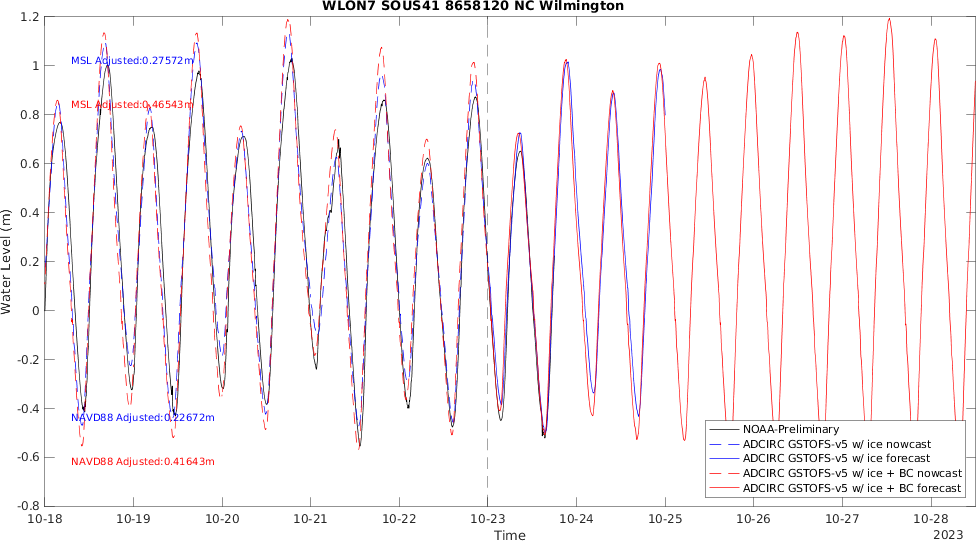 WLON7 SOUS41 8658120 NC Wilmington
1.2
1
0.8
0.6
0.4
0.2
0
-0.2
-0.4
-0.6
-0.8
Water Level (m)
MSL Adjusted:0.27572m
MSL Adjusted:0.46543m
NAVD88 Adjusted:0.22672m
NAVD88 Adjusted:0.41643m
NOAA-Preliminary
ADCIRC GSTOFS-v5 w/ ice nowcast
ADCIRC GSTOFS-v5 w/ ice forecast
ADCIRC GSTOFS-v5 w/ ice + BC nowcast
ADCIRC GSTOFS-v5 w/ ice + BC forecast
10-18 10-19 10-20 10-21 10-22 10-23 10-24 10-25 10-26 10-27 10-28
Time
2023